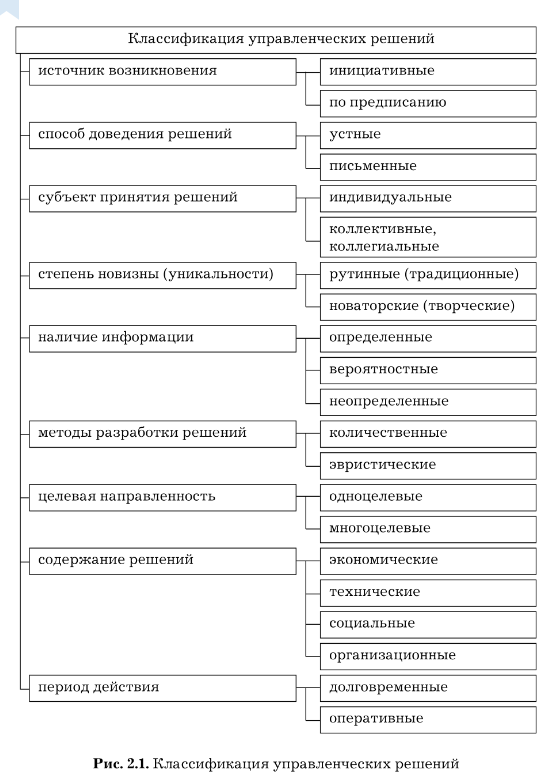 Классификация управленческих решений
источник возникновения
инициативные
по предписанию
способ доведения решений
устные
письменные
субъект принятия решений
индивидуальные
коллективные,
коллегиальные
степень новизны (уникальности)
рутинные (традиционные)
новаторские (творческие)
наличие информации
определенные
вероятностные
неопределенные
методы разработки решений
количественные
эвристические
целевая направленность
одноцелевые
многоцелевые
содержание решений
экономические
технические
социальные
организационные
период действия
долговременные
оперативные
Рис. 2.1. Классификация управленческих решений